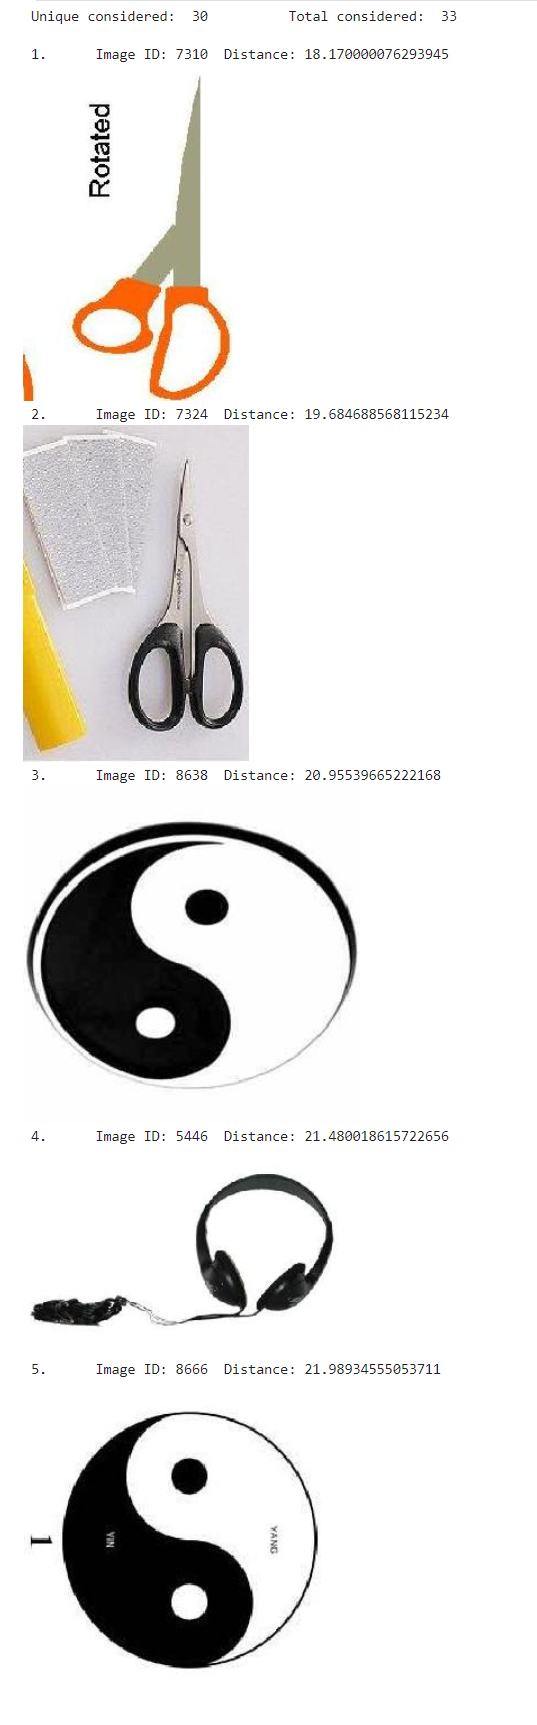 Unique considered:  30          Total considered:  33
1.      Image ID: 7310  Distance: 18.170000076293945
Rotated
2.      Image ID: 7324  Distance: 19.684688568115234
3.      Image ID: 8638  Distance: 20.95539665222168
4.      Image ID: 5446  Distance: 21.480018615722656
5.      Image ID: 8666  Distance: 21.98934555053711
1
YIN
YANG